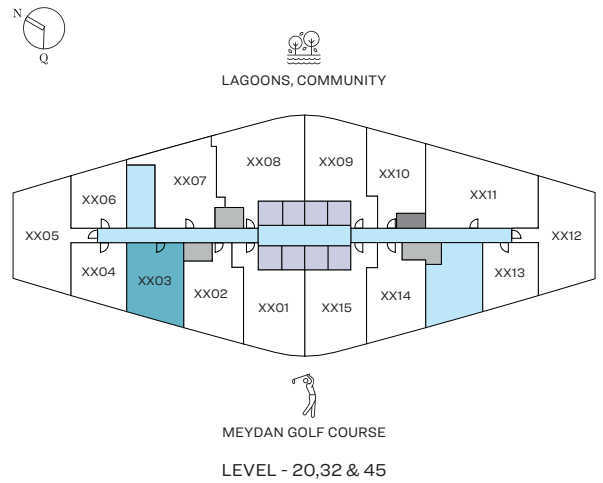 N
Q
LAGOONS, COMMUNITY
XX08
XX09
XX07
XX10
XX06
XX11
XX05
XX12
XX04
XX03
XX02
XX01
XX15
XX14
XX13
MEYDAN GOLF COURSE
LEVEL - 20,32 & 45